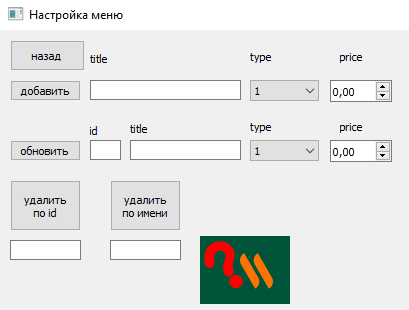 Настройка меню
назад
title
type
price
добавить
1
0,00
id
title
type
price
обновить
1
0,00
удалить
по id
удалить
по имени